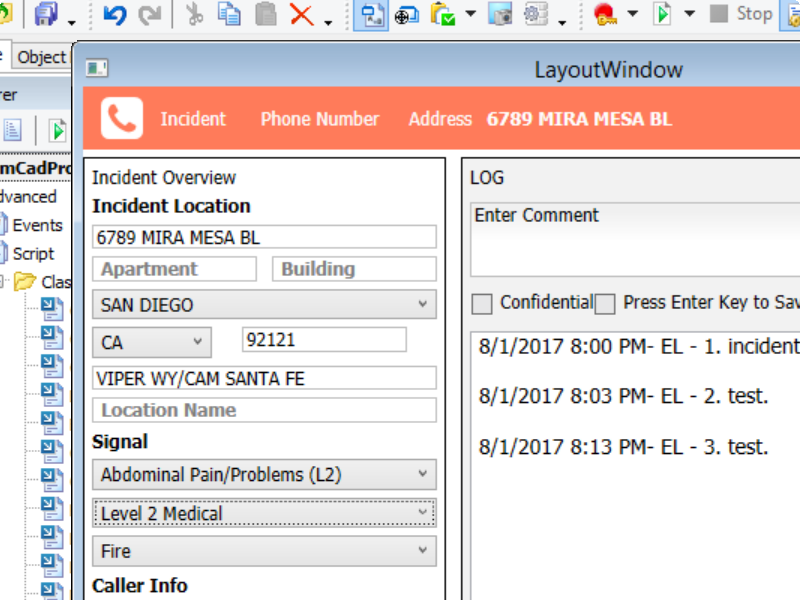 Stop
Object
LayoutWindow
rer
Incident Phone Number Address 6789 MIRA MESA BL
mCadPro
dvanced
Events
Script
Clas
Incident Overview
Incident Location
6789 MIRA MESA BL
Apartment Building
SAN DIEGO
CA 92121
VIPER WY/CAM SANTA FE
Location Name
Signal
Abdominal Pain/Problems (L2)
Level 2 Medical
Fire
Caller Info
LOG
Enter Comment
Confidential Press Enter Key to Sav
8/1/2017 8:00 PM- EL - 1. incident
8/1/2017 8:03 PM- EL - 2. test.
8/1/2017 8:13 PM- EL - 3. test.